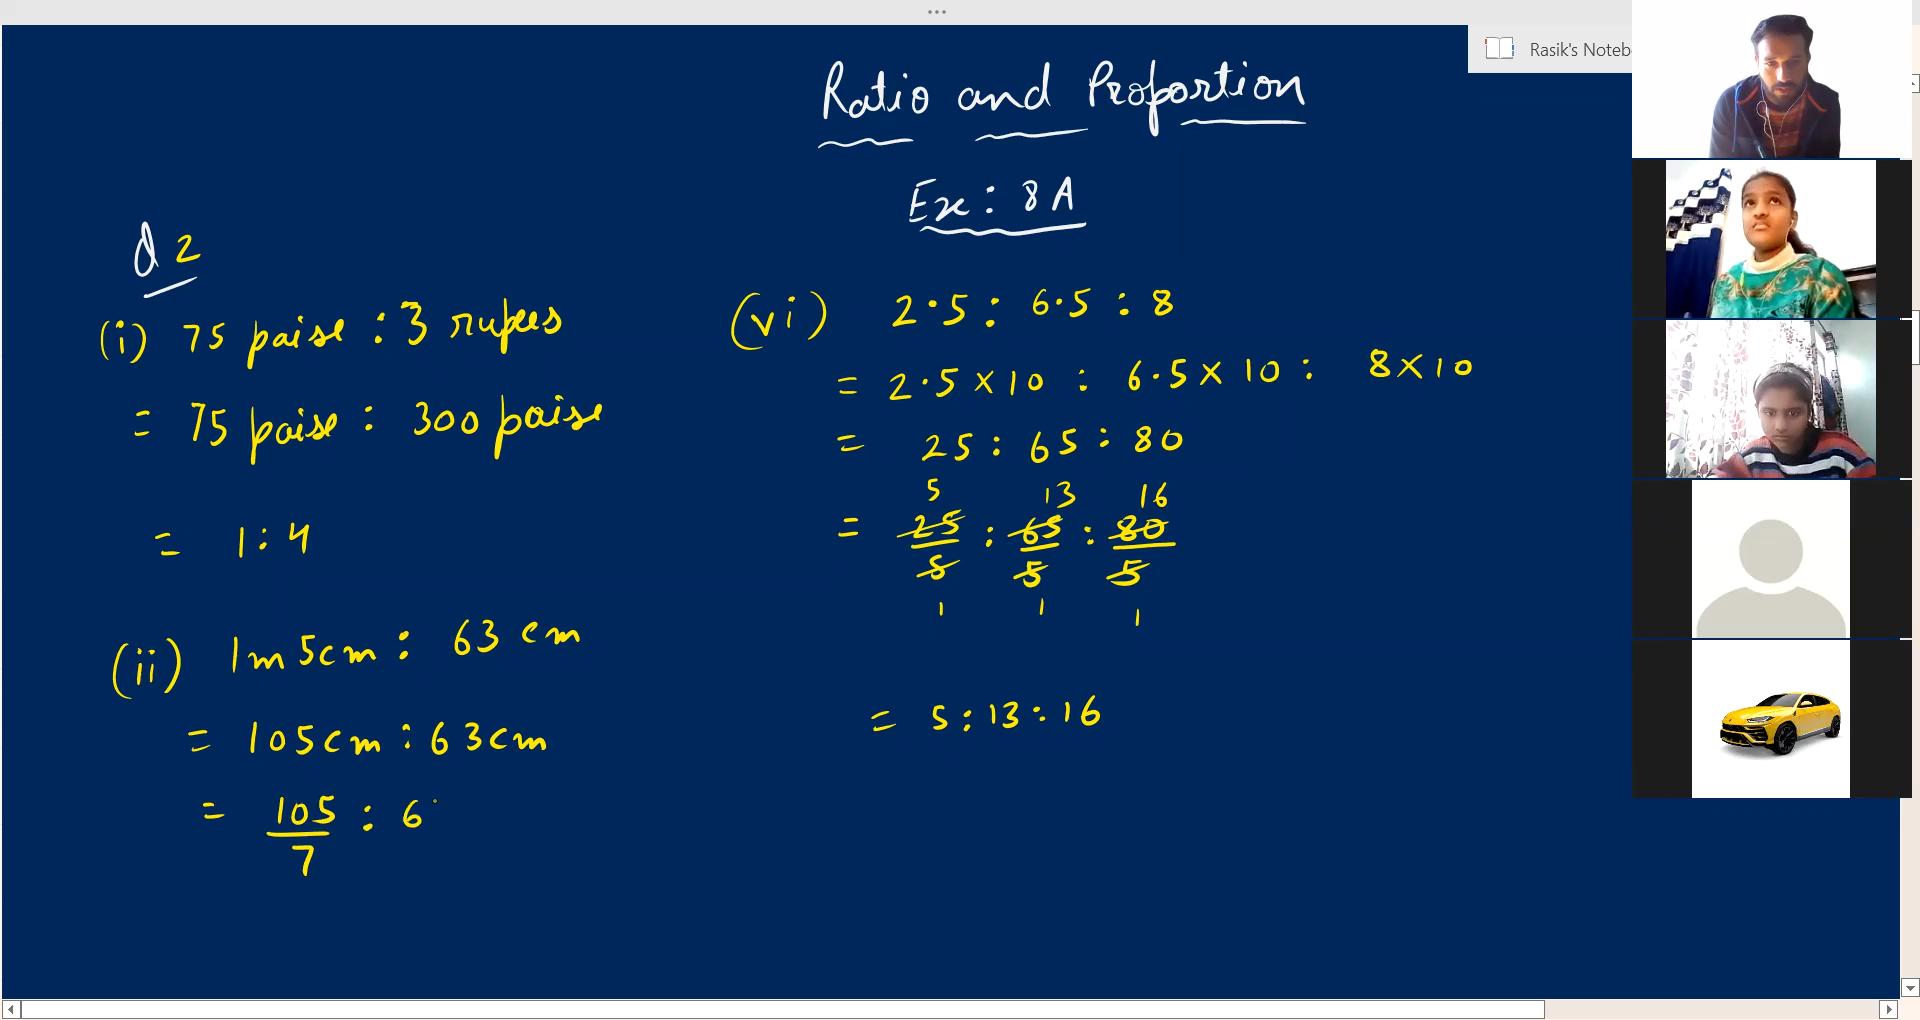 Rasik's Noteb
Ratio and Proportion
Ex: 8A
Q 2
(i) 75 paise : 3 rupees
= 75 paise : 300 paise
= 1 : 4
(ii) 1m 5cm : 63 cm
= 105cm : 63cm
= 105/7 : 6
(vi) 2.5 : 6.5 : 8
= 2.5 × 10 : 6.5 × 10 : 8 × 10
= 25 : 65 : 80
5 13 16
= 25/5 : 65/5 : 80/5
1 1 1
= 5 : 13 : 16